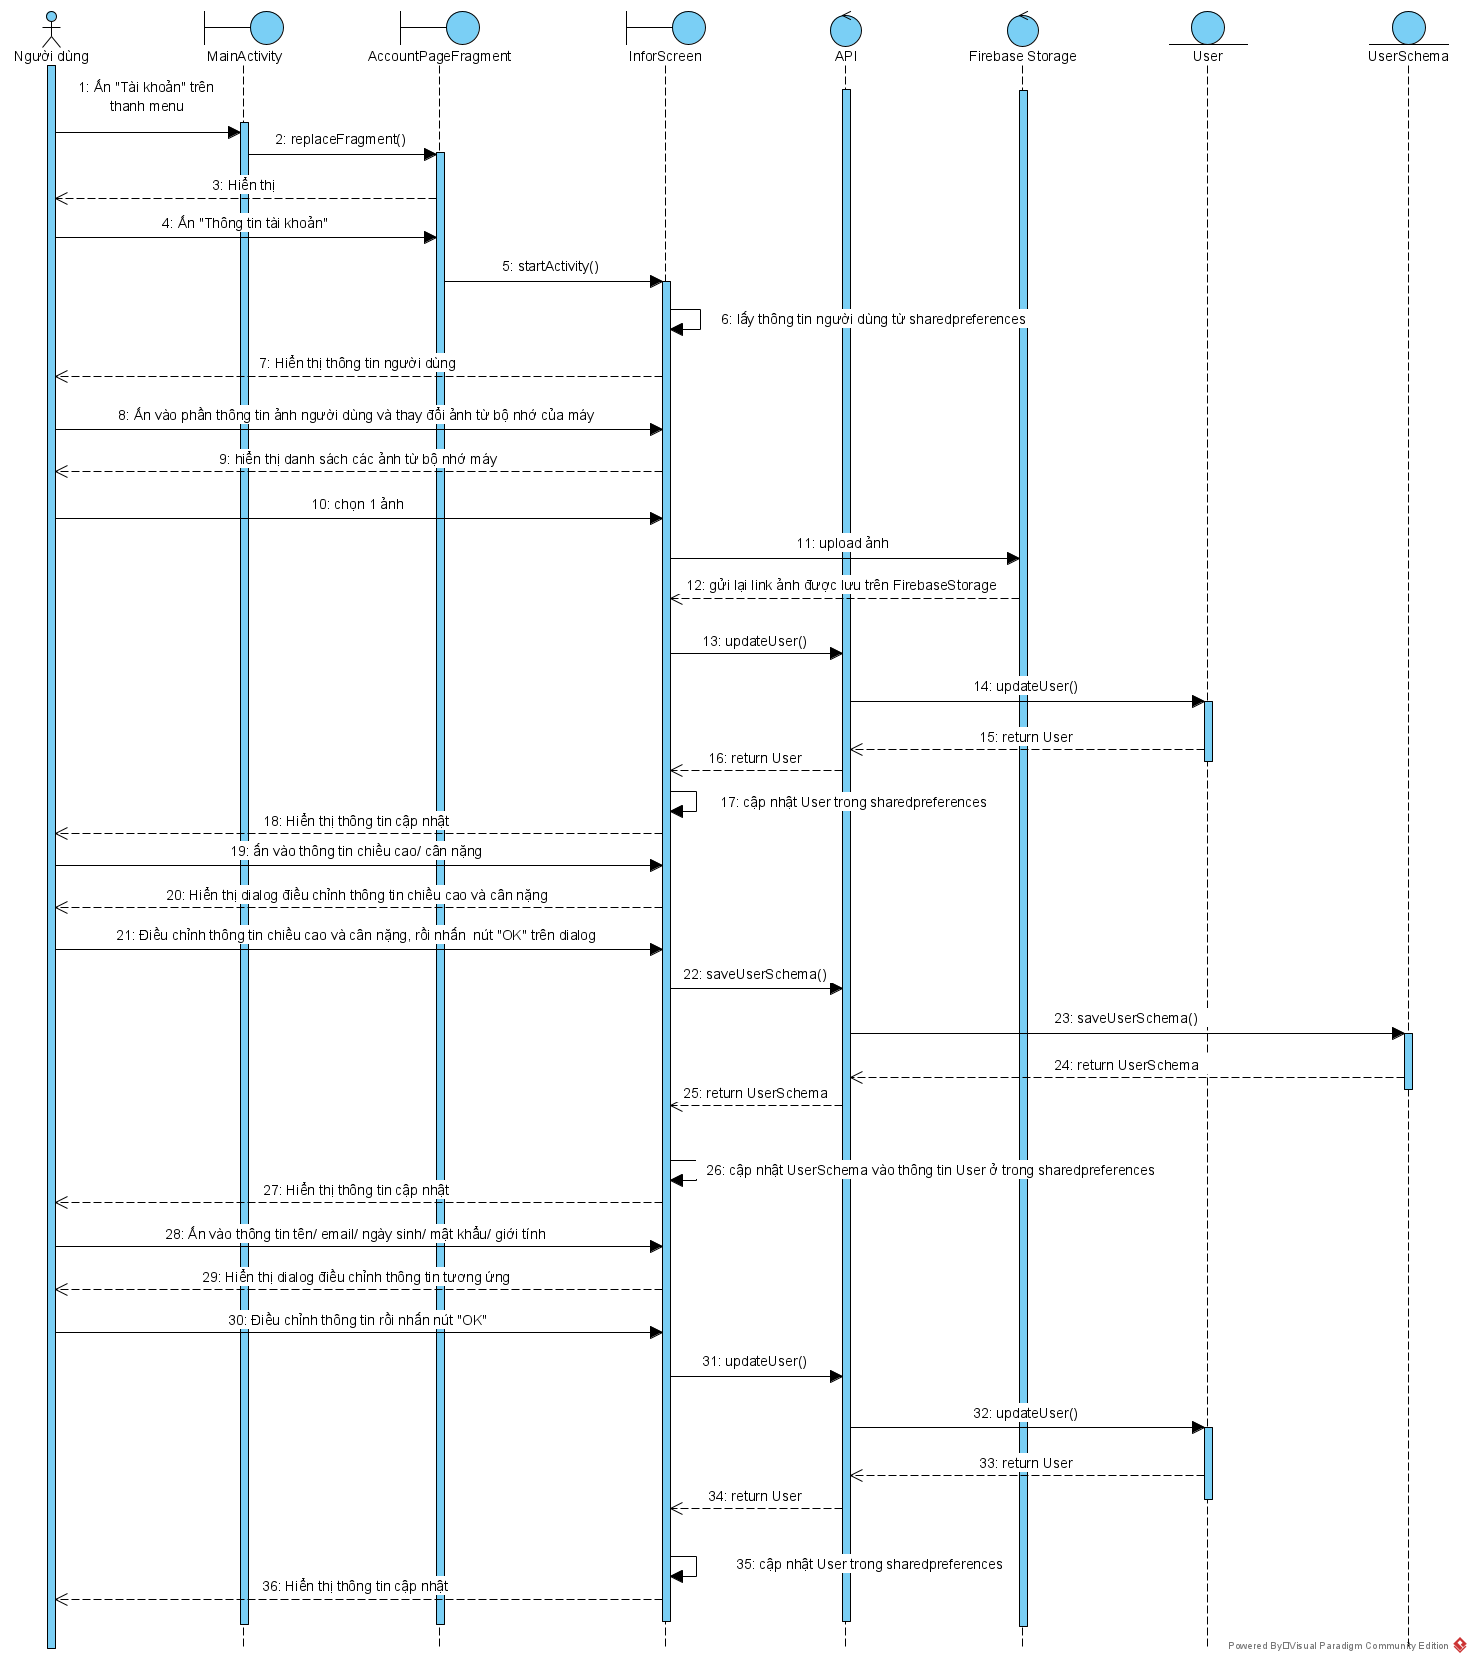 Người dùng
MainActivity
AccountPageFragment
InforScreen
API
Firebase Storage
User
UserSchema
1: Ấn "Tài khoản" trên
thanh menu
2: replaceFragment()
3: Hiển thị
4: Ấn "Thông tin tài khoản"
5: startActivity()
6: lấy thông tin người dùng từ sharedpreferences
7: Hiển thị thông tin người dùng
8: Ấn vào phần thông tin ảnh người dùng và thay đổi ảnh từ bộ nhớ của máy
9: hiển thị danh sách các ảnh từ bộ nhớ máy
10: chọn 1 ảnh
11: upload ảnh
12: gửi lại link ảnh được lưu trên FirebaseStorage
13: updateUser()
14: updateUser()
15: return User
16: return User
17: cập nhật User trong sharedpreferences
18: Hiển thị thông tin cập nhật
19: ấn vào thông tin chiều cao/ cân nặng
20: Hiển thị dialog điều chỉnh thông tin chiều cao và cân nặng
21: Điều chỉnh thông tin chiều cao và cân nặng, rồi nhấn  nút "OK" trên dialog
22: saveUserSchema()
23: saveUserSchema()
24: return UserSchema
25: return UserSchema
26: cập nhật UserSchema vào thông tin User ở trong sharedpreferences
27: Hiển thị thông tin cập nhật
28: Ấn vào thông tin tên/ email/ ngày sinh/ mật khẩu/ giới tính
29: Hiển thị dialog điều chỉnh thông tin tương ứng
30: Điều chỉnh thông tin rồi nhấn nút "OK"
31: updateUser()
32: updateUser()
33: return User
34: return User
35: cập nhật User trong sharedpreferences
36: Hiển thị thông tin cập nhật
Powered By□Visual Paradigm Community Edition